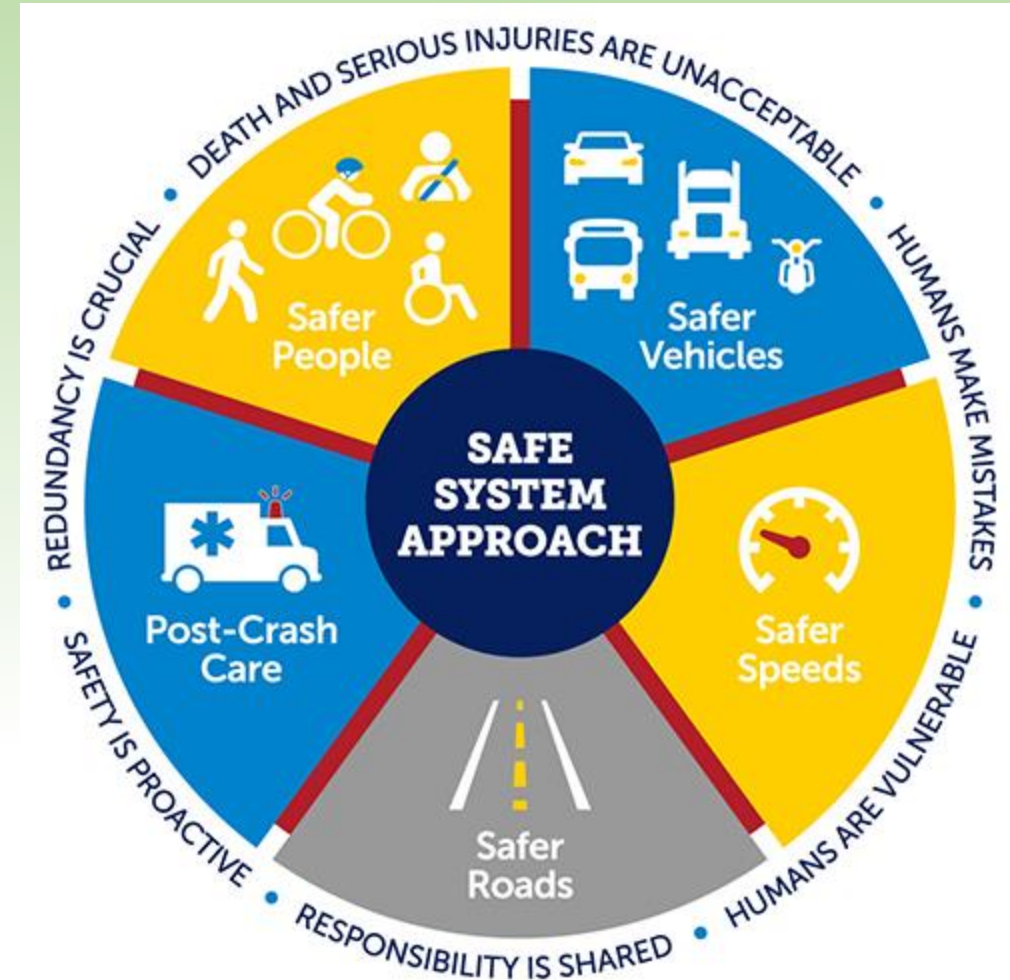 DEATH AND SERIOUS INJURIES ARE UNACCEPTABLE
HUMANS MAKE MISTAKES
HUMANS ARE VULNERABLE
RESPONSIBILITY IS SHARED
SAFETY IS PROACTIVE
REDUNDANCY IS CRUCIAL
Safer
People
Safer
Vehicles
SAFE
SYSTEM
APPROACH
Post-Crash
Care
Safer
Speeds
Safer
Roads